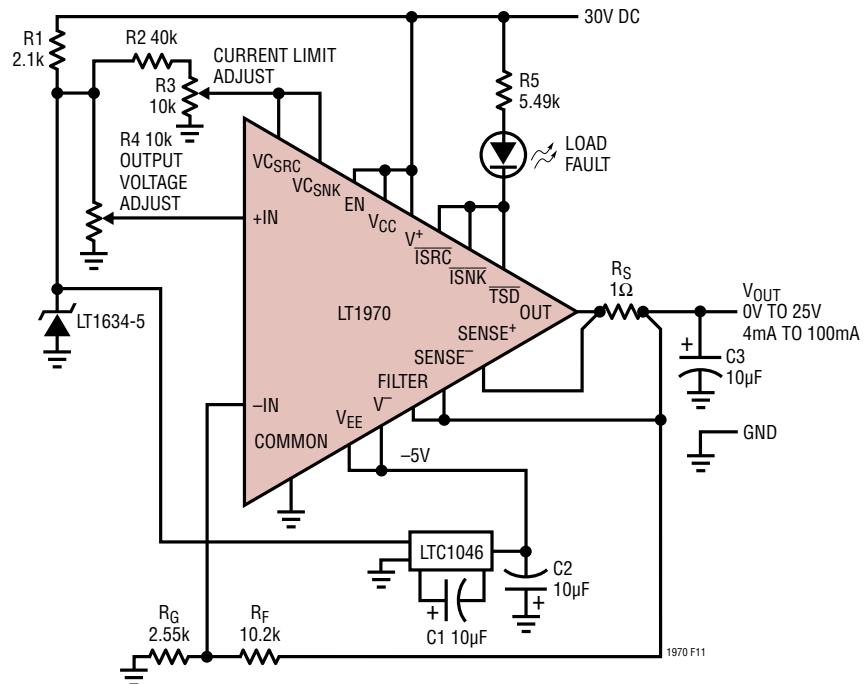 30V DC
R1
2.1k
R2 40k
R3
10k
CURRENT LIMIT
ADJUST
R4 10k
OUTPUT
VOLTAGE
ADJUST
R5
5.49k
LOAD
FAULT
VCSRC
VCSNK
EN
VCC
V+
ISRC
ISNK
TSD
+IN
LT1970
OUT
SENSE+
SENSE–
FILTER
V–
VEE
–IN
COMMON
RS
1Ω
VOUT
0V TO 25V
4mA TO 100mA
+
C3
10µF
GND
LT1634-5
–5V
LTC1046
+
C1 10µF
C2
10µF
+
RG
2.55k
RF
10.2k
1970 F11